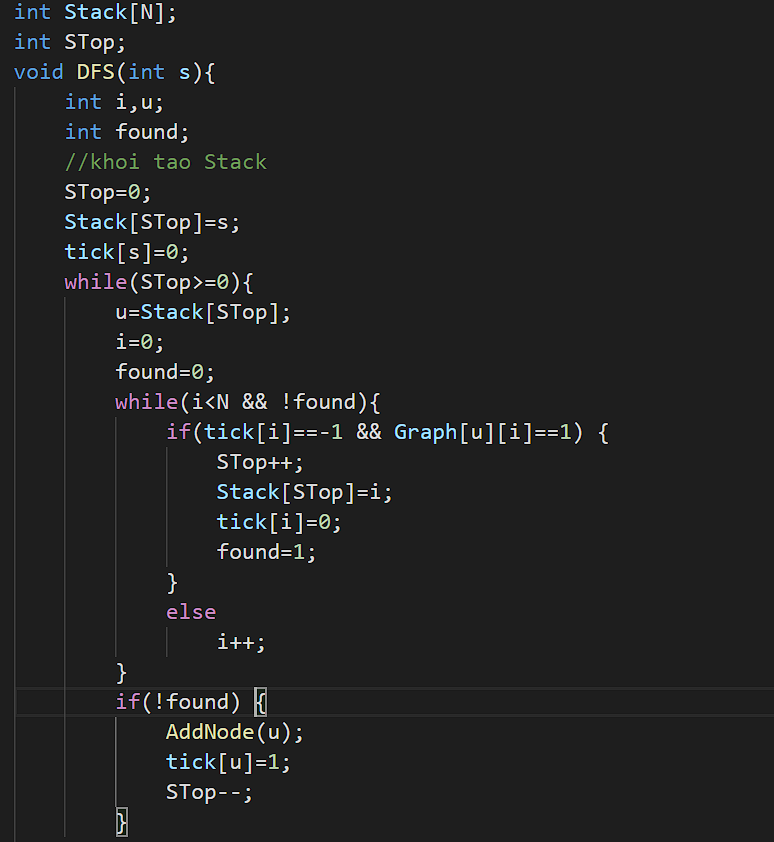 int Stack[N];
int STop;
void DFS(int s){
    int i,u;
    int found;
    //khoi tao Stack
    STop=0;
    Stack[STop]=s;
    tick[s]=0;
    while(STop>=0){
        u=Stack[STop];
        i=0;
        found=0;
        while(i<N && !found){
            if(tick[i]==-1 && Graph[u][i]==1) {
                STop++;
                Stack[STop]=i;
                tick[i]=0;
                found=1;
            }
            else
                i++;
        }
        if(!found) {
            AddNode(u);
            tick[u]=1;
            STop--;
        }